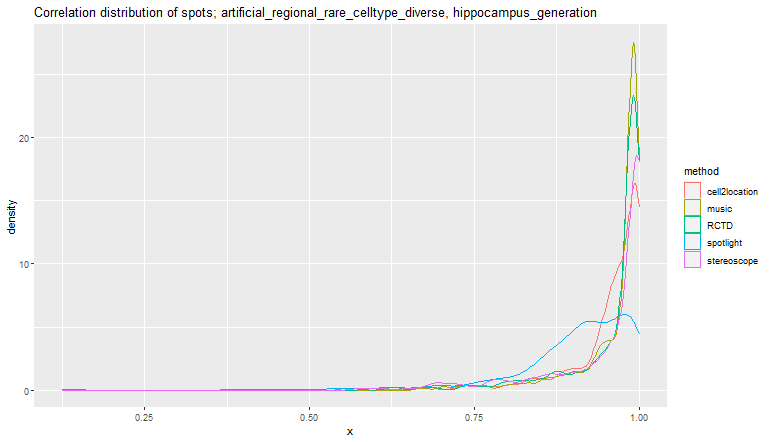 Correlation distribution of spots; artificial_regional_rare_celltype_diverse, hippocampus_generation
density
20
10
0
0.25
0.50
0.75
1.00
x
method
cell2location
music
RCTD
spotlight
stereoscope